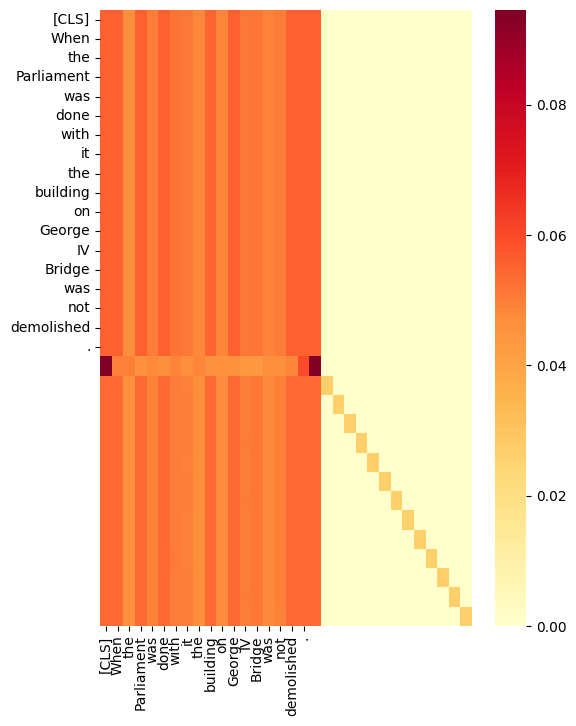 [CLS]
When
the
Parliament
was
done
with
it
the
building
on
George
IV
Bridge
was
not
demolished
.
0.08
0.06
0.04
0.02
0.00
[CLS]
When
the
Parliament
was
done
with
it
the
building
on
George
IV
Bridge
was
not
demolished
.